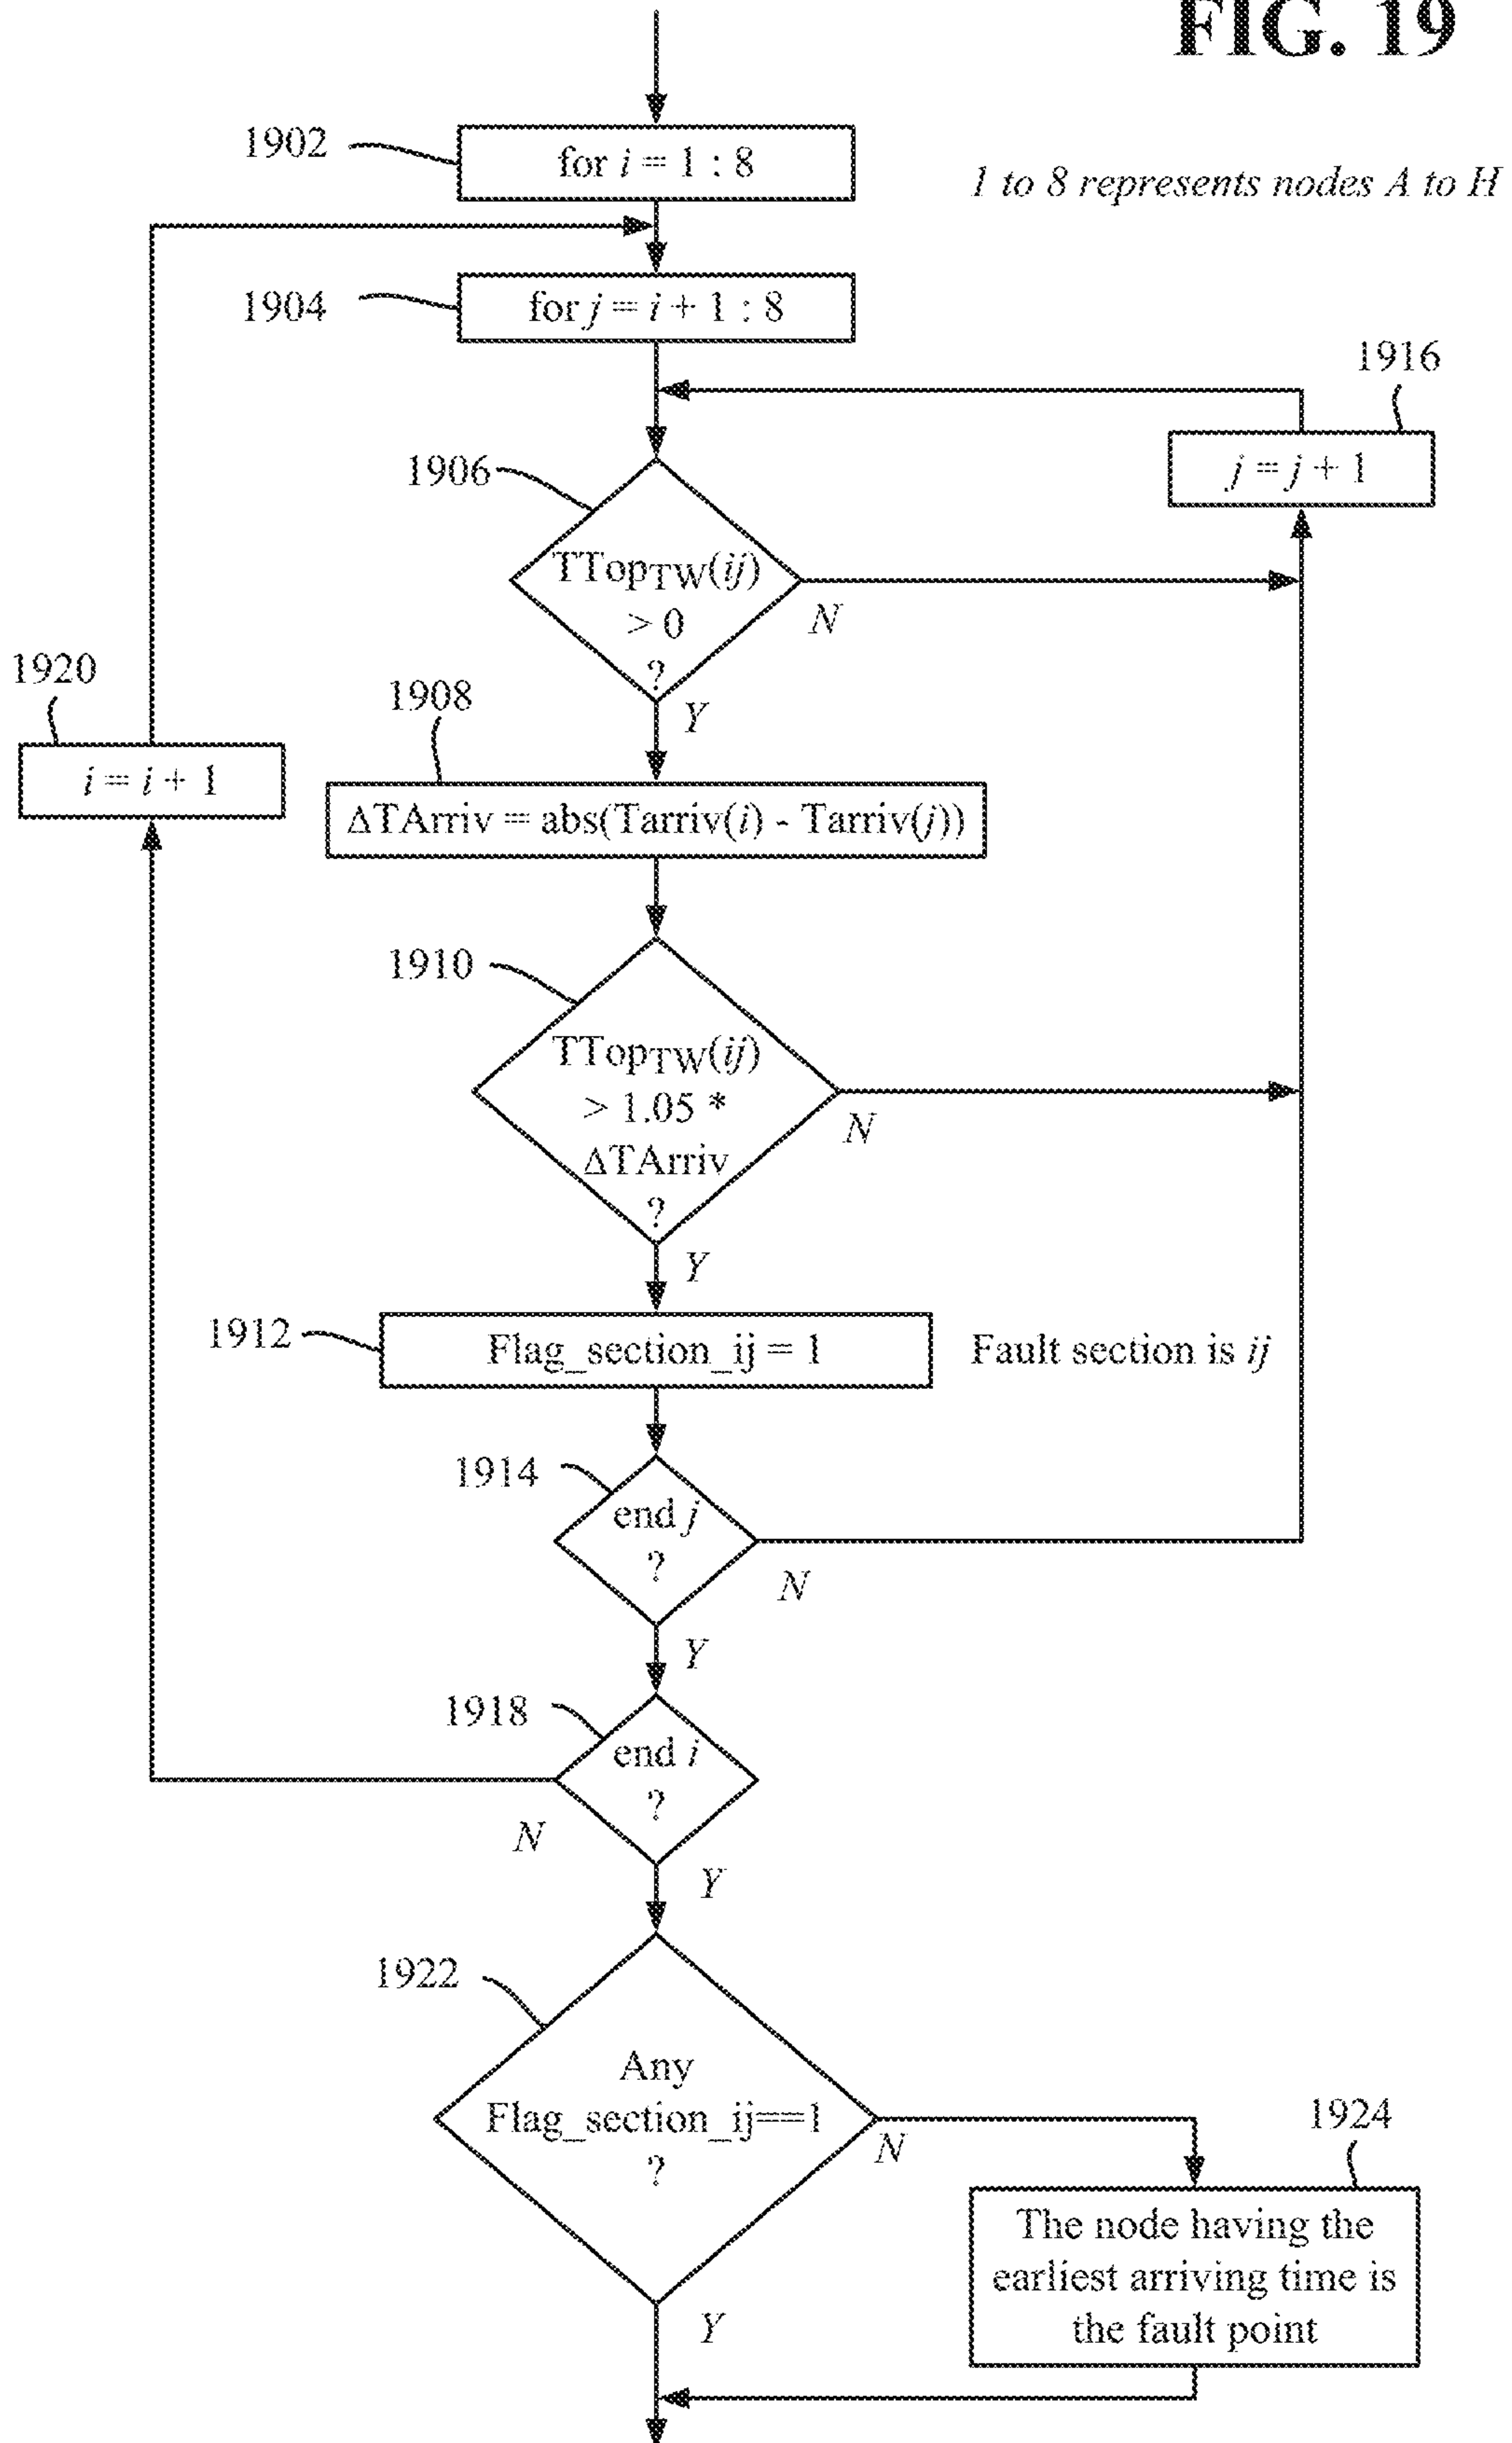 FIG. 19
1902
for i = 1 : 8
1 to 8 represents nodes A to H
1904
for j = i + 1 : 8
1916
j = j + 1
1906
TTopTW(ij)
> 0
?
N
Y
1920
i = i + 1
1908
ΔTArriv = abs(Tarriv(i) - Tarriv(j))
1910
TTopTW(ij)
> 1.05 *
ΔTArriv
?
N
Y
1912
Flag_section_ij = 1
Fault section is ij
1914
end j
?
N
Y
1918
end i
?
N
Y
1922
Any
Flag_section_ij==1
?
N
Y
1924
The node having the
earliest arriving time is
the fault point